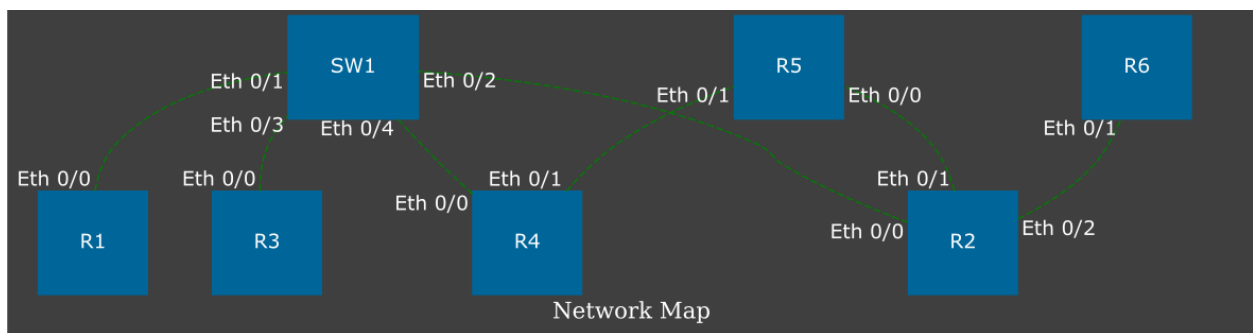 SW1
R5
R6
Eth 0/1
Eth 0/2
Eth 0/1
Eth 0/0
Eth 0/3
Eth 0/4
Eth 0/1
Eth 0/0
Eth 0/0
Eth 0/1
Eth 0/1
Eth 0/0
Eth 0/0
Eth 0/2
R1
R3
R4
R2
Network Map